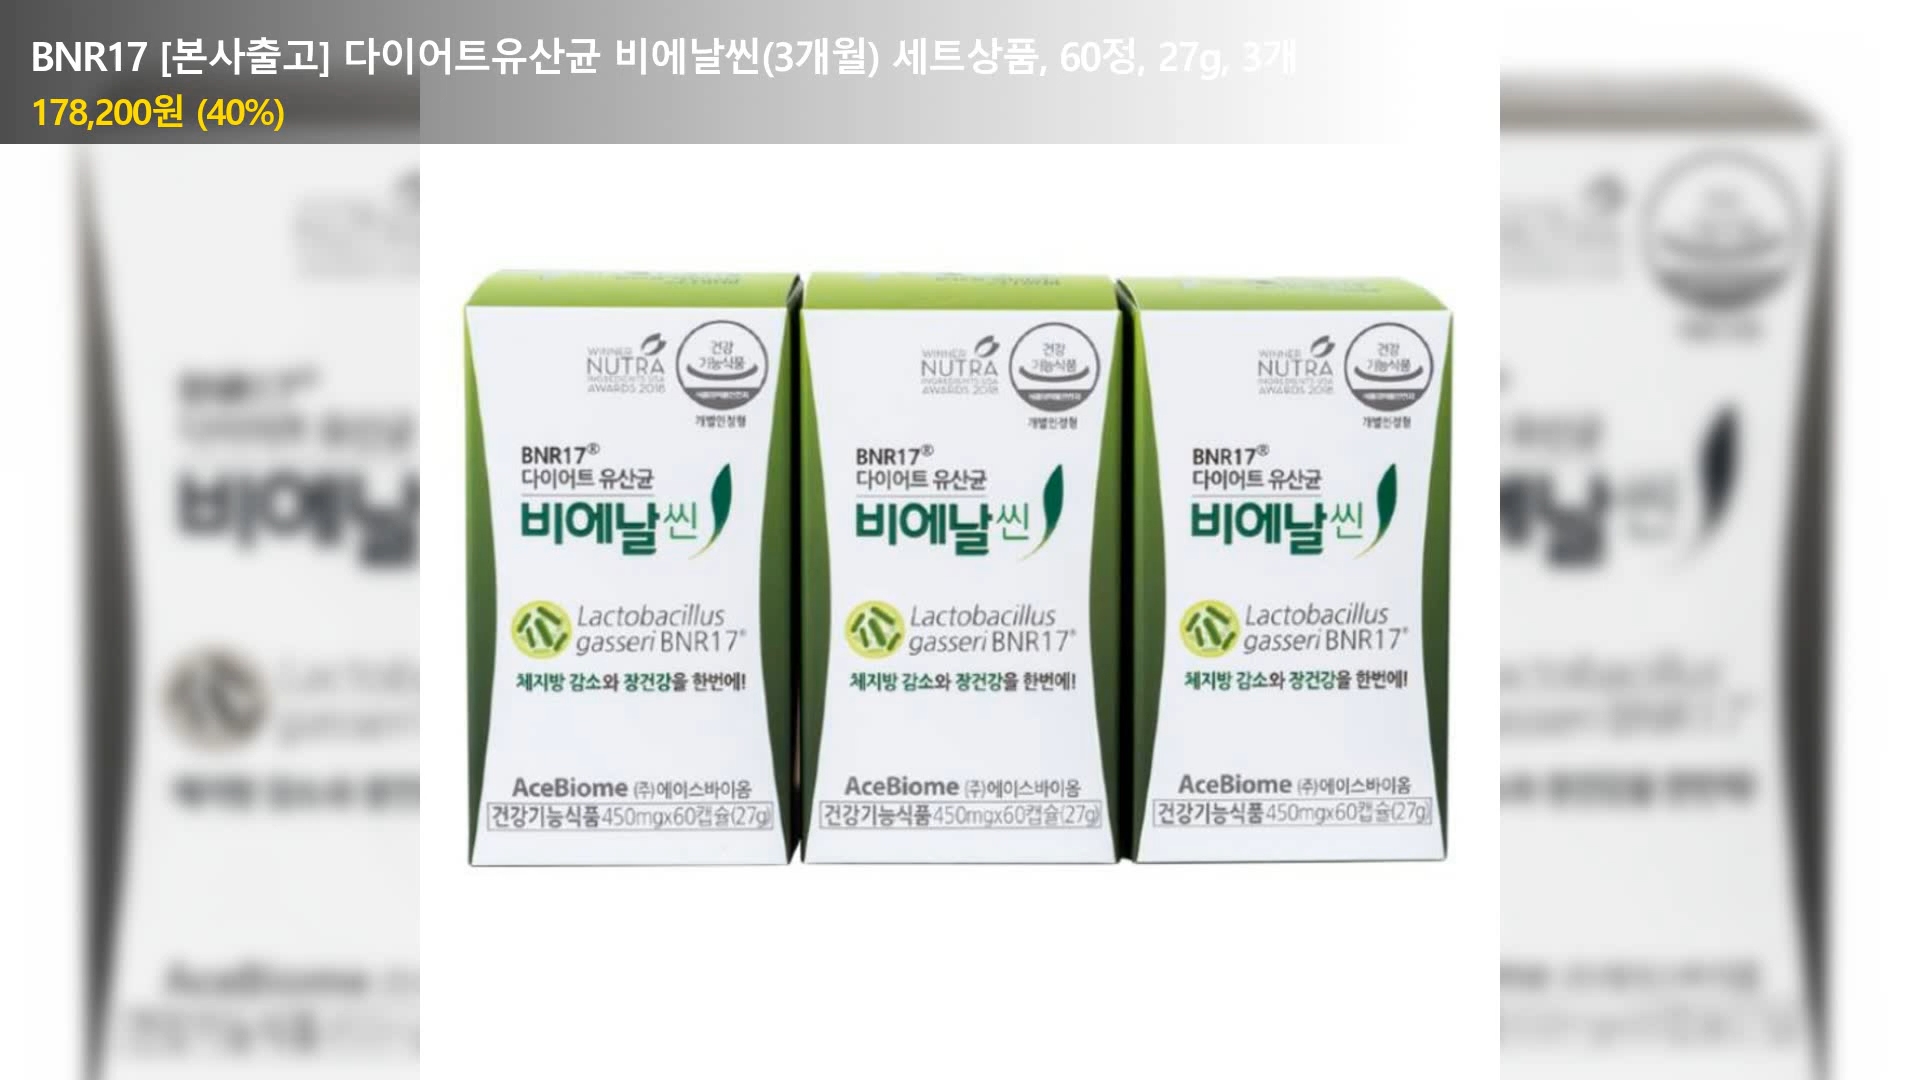 BNR17 [본사출고] 다이어트유산균 비에날씬(3개월) 세트상품, 60정, 27g, 3개
178,200원 (40%)
WINNER
NUTRA
INGREDIENTS USA
AWARDS 2018
건강
기능식품
개별인정형
BNR17®
다이어트 유산균
비에날씬
Lactobacillus
gasseri BNR17®
체지방 감소와 장건강을 한번에!
AceBiome (주)에이스바이옴
건강기능식품 450mgx60캡슐(27g)
WINNER
NUTRA
INGREDIENTS USA
AWARDS 2018
건강
기능식품
개별인정형
BNR17®
다이어트 유산균
비에날씬
Lactobacillus
gasseri BNR17®
체지방 감소와 장건강을 한번에!
AceBiome (주)에이스바이옴
건강기능식품 450mgx60캡슐(27g)
WINNER
NUTRA
INGREDIENTS USA
AWARDS 2018
건강
기능식품
개별인정형
BNR17®
다이어트 유산균
비에날씬
Lactobacillus
gasseri BNR17®
체지방 감소와 장건강을 한번에!
AceBiome (주)에이스바이옴
건강기능식품 450mgx60캡슐(27g)